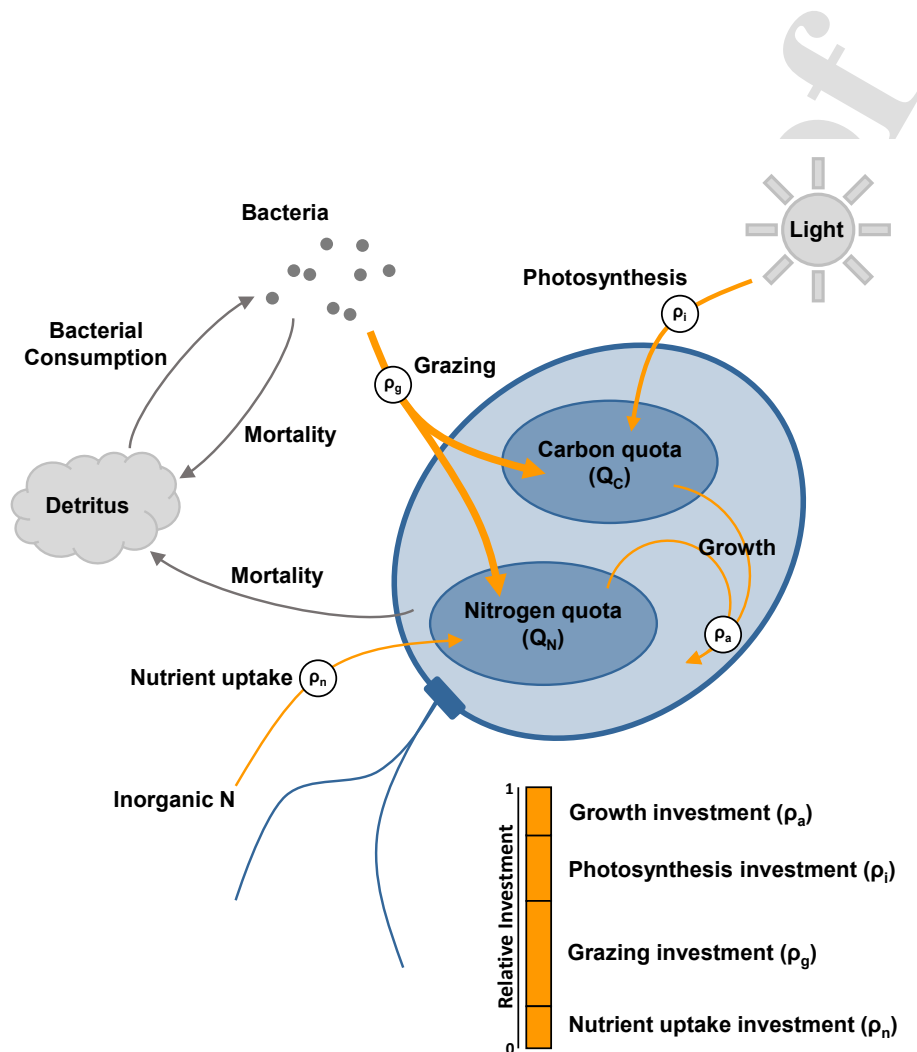 of
Light
Bacteria
Photosynthesis
ρi
Bacterial
Consumption
Grazing
ρg
Mortality
Carbon quota
(QC)
Detritus
Growth
Mortality
Nitrogen quota
(QN)
ρa
Nutrient uptake
ρn
Inorganic N
1
Relative Investment
0
Growth investment (ρa)
Photosynthesis investment (ρi)
Grazing investment (ρg)
Nutrient uptake investment (ρn)